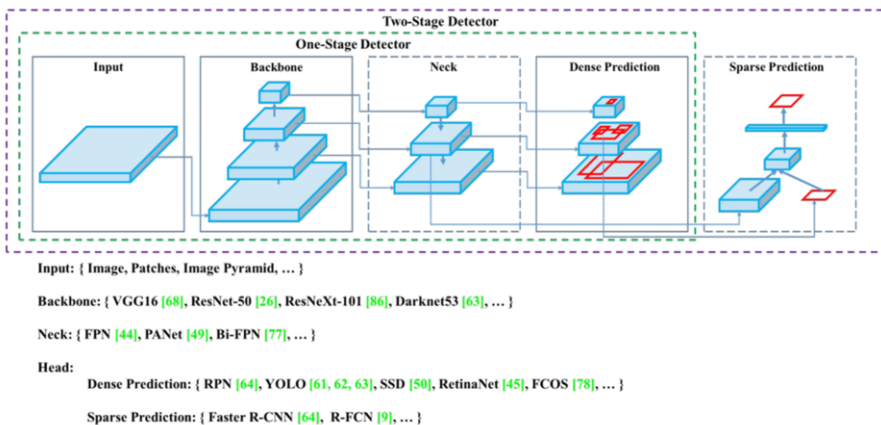 Two-Stage Detector
One-Stage Detector
Input
Backbone
Neck
Dense Prediction
Sparse Prediction
Input: { Image, Patches, Image Pyramid, … }
Backbone: { VGG16 [68], ResNet-50 [26], ResNeXt-101 [86], Darknet53 [63], … }
Neck: { FPN [44], PANet [49], Bi-FPN [77], … }
Head:
Dense Prediction: { RPN [64], YOLO [61, 62, 63], SSD [50], RetinaNet [45], FCOS [78], … }
Sparse Prediction: { Faster R-CNN [64], R-FCN [9], … }